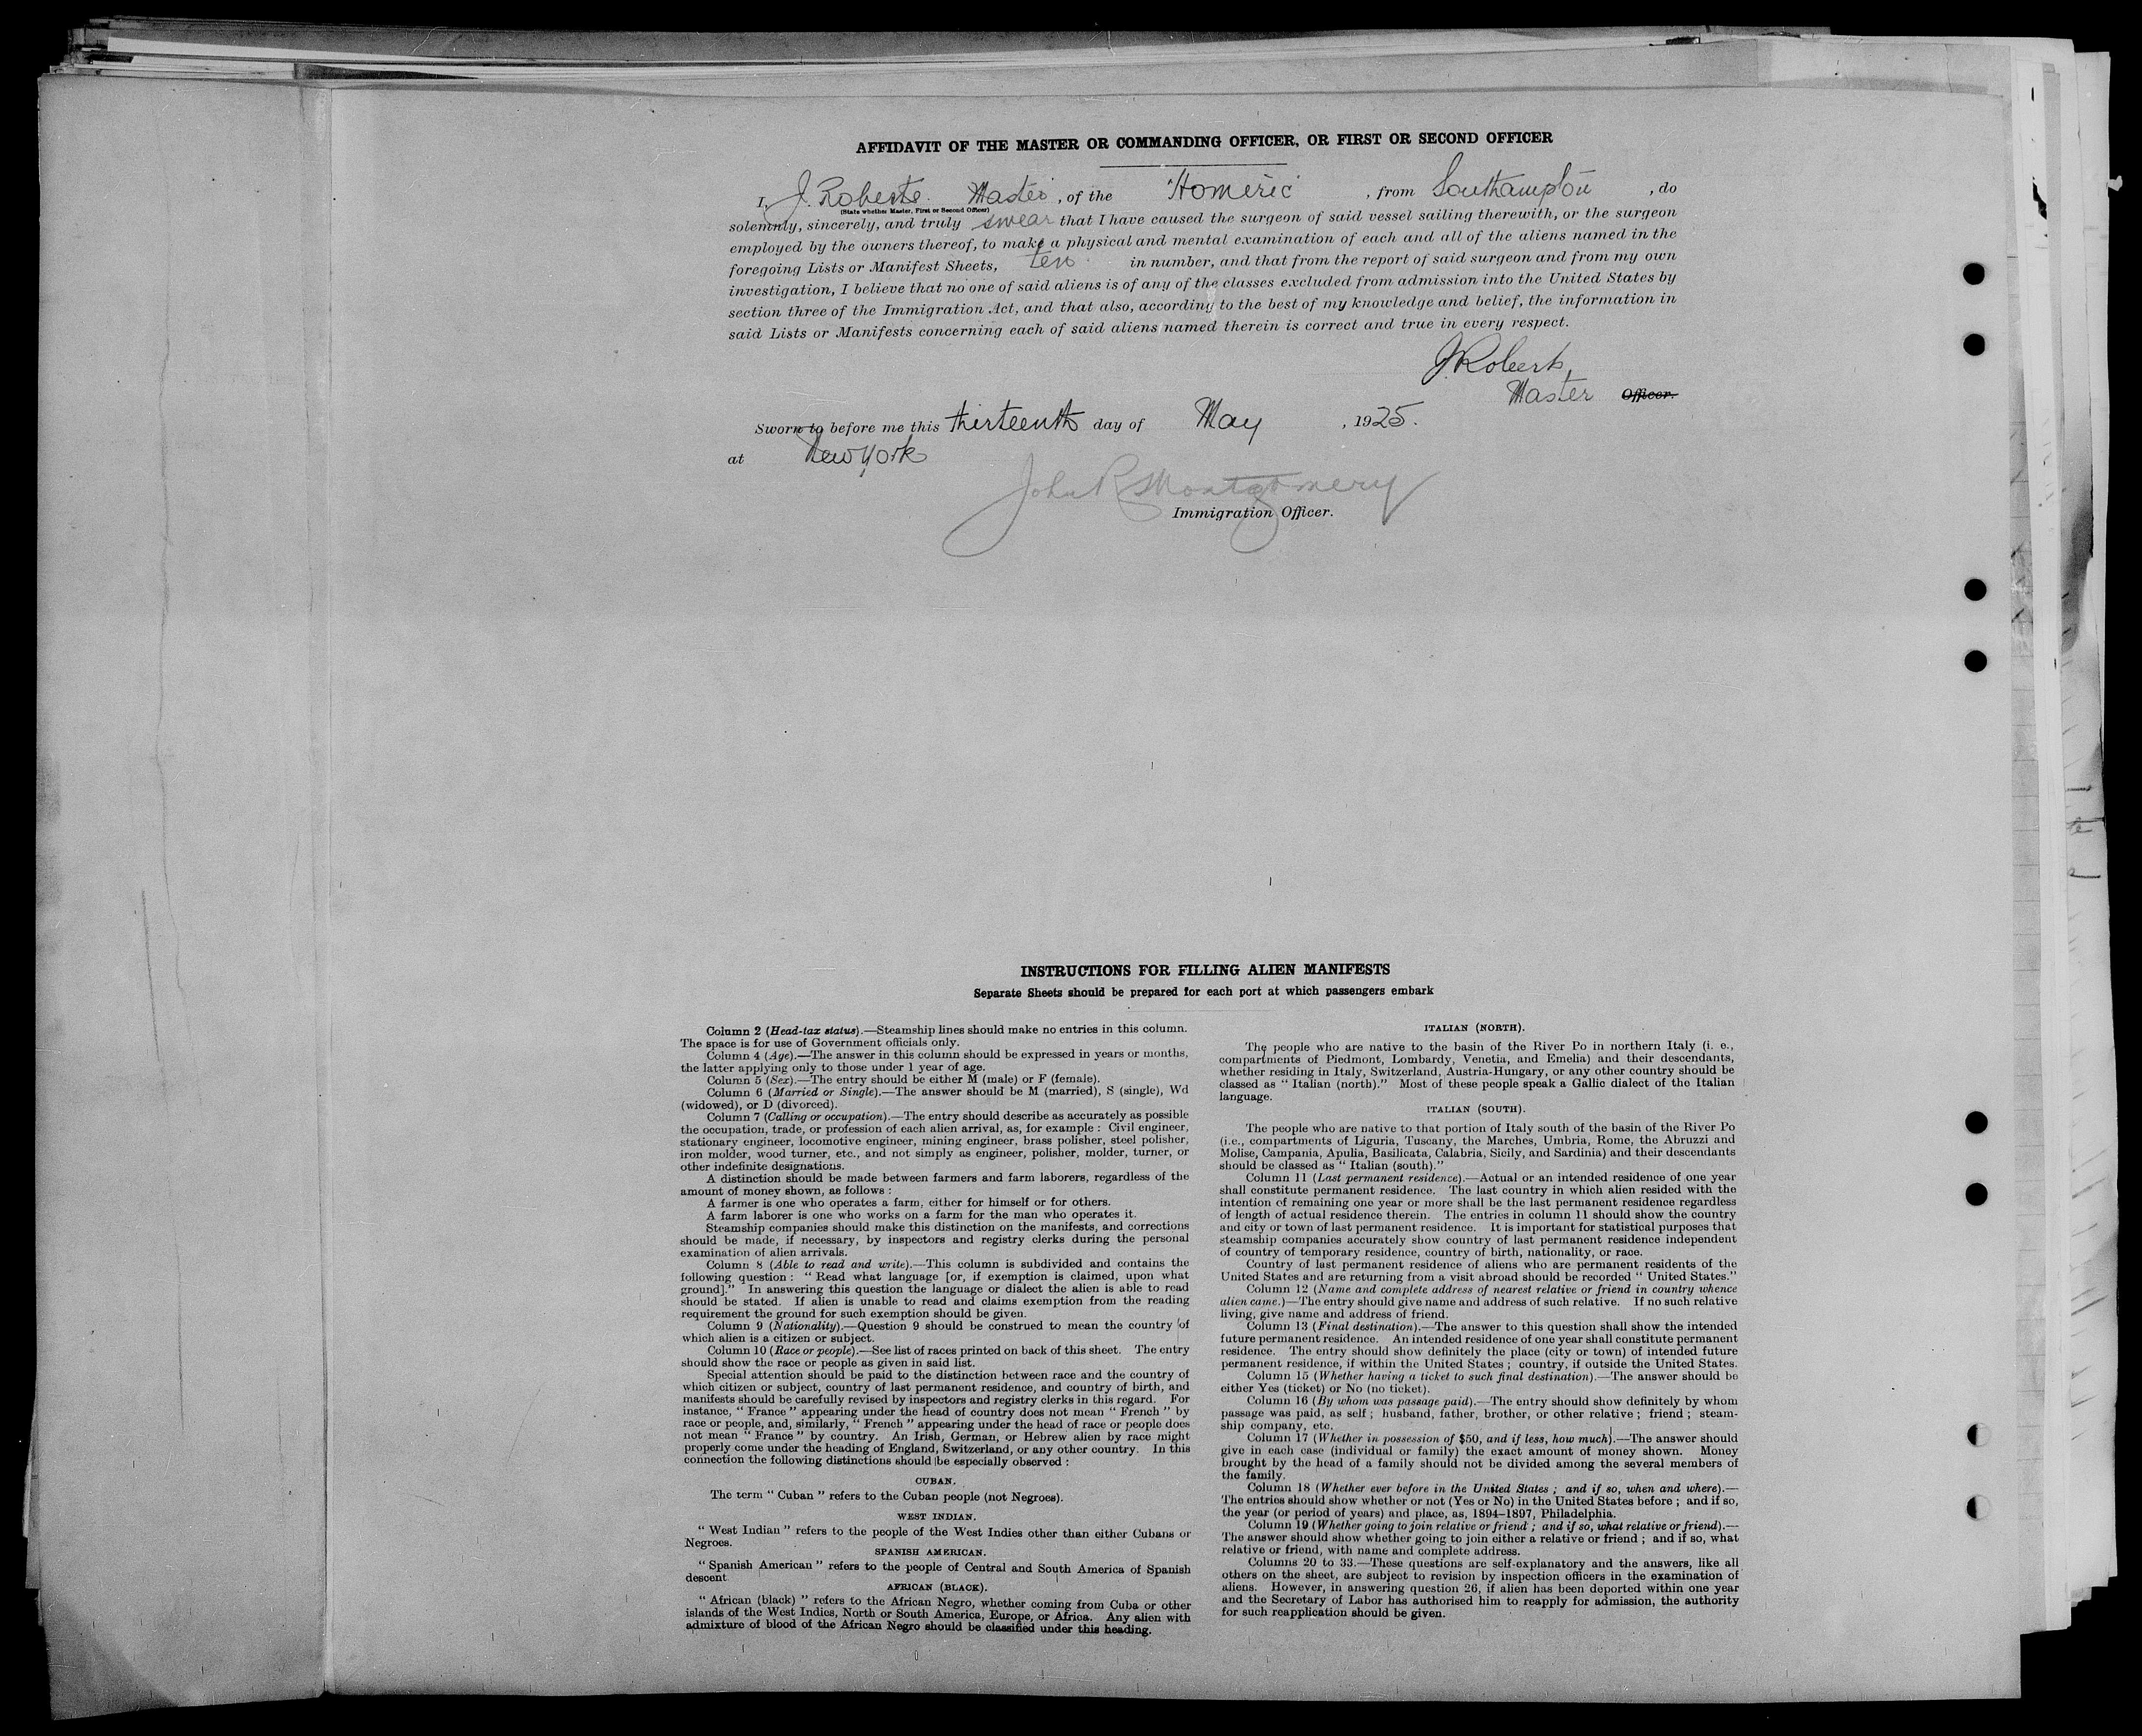 AFFIDAVIT OF THE MASTER OR COMMANDING OFFICER, OR FIRST OR SECOND OFFICER
I, J. Roberts. Master, of the "Homeric", from Southampton, do
(State whether Master, First or Second Officer)
solemnly, sincerely, and truly swear that I have caused the surgeon of said vessel sailing therewith, or the surgeon
employed by the owners thereof, to make a physical and mental examination of each and all of the aliens named in the
foregoing Lists or Manifest Sheets, ten in number, and that from the report of said surgeon and from my own
investigation, I believe that no one of said aliens is of any of the classes excluded from admission into the United States by
section three of the Immigration Act, and that also, according to the best of my knowledge and belief, the information in
said Lists or Manifests concerning each of said aliens named therein is correct and true in every respect.
J Roberts,
Master Officer.
Sworn to before me this thirteenth day of May, 1925.
at New York
John R Montgomery
Immigration Officer.
INSTRUCTIONS FOR FILLING ALIEN MANIFESTS
Separate Sheets should be prepared for each port at which passengers embark
Column 2 (Head-tax status).—Steamship lines should make no entries in this column.
The space is for use of Government officials only.
Column 4 (Age).—The answer in this column should be expressed in years or months,
the latter applying only to those under 1 year of age.
Column 5 (Sex).—The entry should be either M (male) or F (female).
Column 6 (Married or Single).—The answer should be M (married), S (single), Wd
(widowed), or D (divorced).
Column 7 (Calling or occupation).—The entry should describe as accurately as possible
the occupation, trade, or profession of each alien arrival, as, for example : Civil engineer,
stationary engineer, locomotive engineer, mining engineer, brass polisher, steel polisher,
iron molder, wood turner, etc., and not simply as engineer, polisher, molder, turner, or
other indefinite designations.
A distinction should be made between farmers and farm laborers, regardless of the
amount of money shown, as follows :
A farmer is one who operates a farm, either for himself or for others.
A farm laborer is one who works on a farm for the man who operates it.
Steamship companies should make this distinction on the manifests, and corrections
should be made, if necessary, by inspectors and registry clerks during the personal
examination of alien arrivals.
Column 8 (Able to read and write).—This column is subdivided and contains the
following question : " Read what language [or, if exemption is claimed, upon what
ground]." In answering this question the language or dialect the alien is able to read
should be stated. If alien is unable to read and claims exemption from the reading
requirement the ground for such exemption should be given.
Column 9 (Nationality).—Question 9 should be construed to mean the country of
which alien is a citizen or subject.
Column 10 (Race or people).—See list of races printed on back of this sheet. The entry
should show the race or people as given in said list.
Special attention should be paid to the distinction between race and the country of
which citizen or subject, country of last permanent residence, and country of birth, and
manifests should be carefully revised by inspectors and registry clerks in this regard. For
instance, " France " appearing under the head of country does not mean " French " by
race or people, and, similarly, " French " appearing under the head of race or people does
not mean " France " by country. An Irish, German, or Hebrew alien by race might
properly come under the heading of England, Switzerland, or any other country. In this
connection the following distinctions should be especially observed :
CUBAN.
The term " Cuban " refers to the Cuban people (not Negroes).
WEST INDIAN.
" West Indian " refers to the people of the West Indies other than either Cubans or
Negroes.
SPANISH AMERICAN.
" Spanish American " refers to the people of Central and South America of Spanish
descent
AFRICAN (BLACK).
" African (black) " refers to the African Negro, whether coming from Cuba or other
islands of the West Indies, North or South America, Europe, or Africa. Any alien with
admixture of blood of the African Negro should be classified under this heading.
ITALIAN (NORTH).
The people who are native to the basin of the River Po in northern Italy (i. e.,
compartments of Piedmont, Lombardy, Venetia, and Emelia) and their descendants,
whether residing in Italy, Switzerland, Austria-Hungary, or any other country should be
classed as " Italian (north)." Most of these people speak a Gallic dialect of the Italian
language.
ITALIAN (SOUTH).
The people who are native to that portion of Italy south of the basin of the River Po
(i.e., compartments of Liguria, Tuscany, the Marches, Umbria, Rome, the Abruzzi and
Molise, Campania, Apulia, Basilicata, Calabria, Sicily, and Sardinia) and their descendants
should be classed as " Italian (south)."
Column 11 (Last permanent residence).—Actual or an intended residence of one year
shall constitute permanent residence. The last country in which alien resided with the
intention of remaining one year or more shall be the last permanent residence regardless
of length of actual residence therein. The entries in column 11 should show the country
and city or town of last permanent residence. It is important for statistical purposes that
steamship companies accurately show country of last permanent residence independent
of country of temporary residence, country of birth, nationality, or race.
Country of last permanent residence of aliens who are permanent residents of the
United States and are returning from a visit abroad should be recorded " United States."
Column 12 (Name and complete address of nearest relative or friend in country whence
alien came.)—The entry should give name and address of such relative. If no such relative
living, give name and address of friend.
Column 13 (Final destination).—The answer to this question shall show the intended
future permanent residence. An intended residence of one year shall constitute permanent
residence. The entry should show definitely the place (city or town) of intended future
permanent residence, if within the United States ; country, if outside the United States.
Column 15 (Whether having a ticket to such final destination).—The answer should be
either Yes (ticket) or No (no ticket).
Column 16 (By whom was passage paid).—The entry should show definitely by whom
passage was paid, as self ; husband, father, brother, or other relative ; friend ; steam-
ship company, etc.
Column 17 (Whether in possession of $50, and if less, how much).—The answer should
give in each case (individual or family) the exact amount of money shown. Money
brought by the head of a family should not be divided among the several members of
the family.
Column 18 (Whether ever before in the United States ; and if so, when and where).—
The entries should show whether or not (Yes or No) in the United States before ; and if so,
the year (or period of years) and place, as, 1894-1897, Philadelphia.
Column 19 (Whether going to join relative or friend ; and if so, what relative or friend).—
The answer should show whether going to join either a relative or friend ; and if so, what
relative or friend, with name and complete address.
Columns 20 to 33.—These questions are self-explanatory and the answers, like all
others on the sheet, are subject to revision by inspection officers in the examination of
aliens. However, in answering question 26, if alien has been deported within one year
and the Secretary of Labor has authorised him to reapply for admission, the authority
for such reapplication should be given.